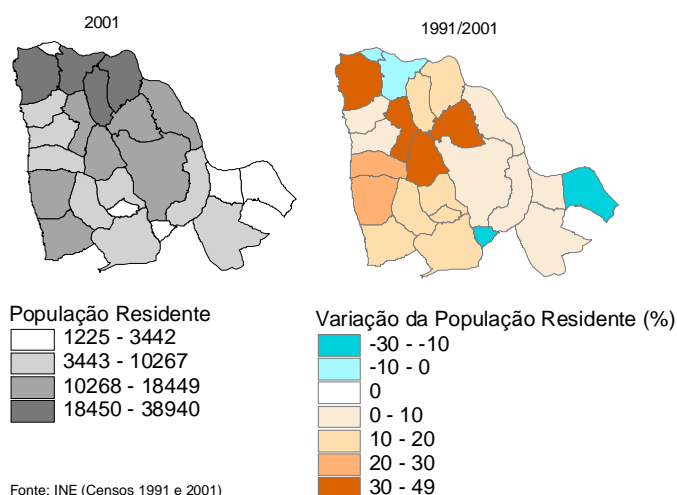 2001
1991/2001
População Residente
1225 - 3442
3443 - 10267
10268 - 18449
18450 - 38940
Variação da População Residente (%)
-30 - -10
-10 - 0
0
0 - 10
10 - 20
20 - 30
30 - 49
Fonte: INE (Censos 1991 e 2001)